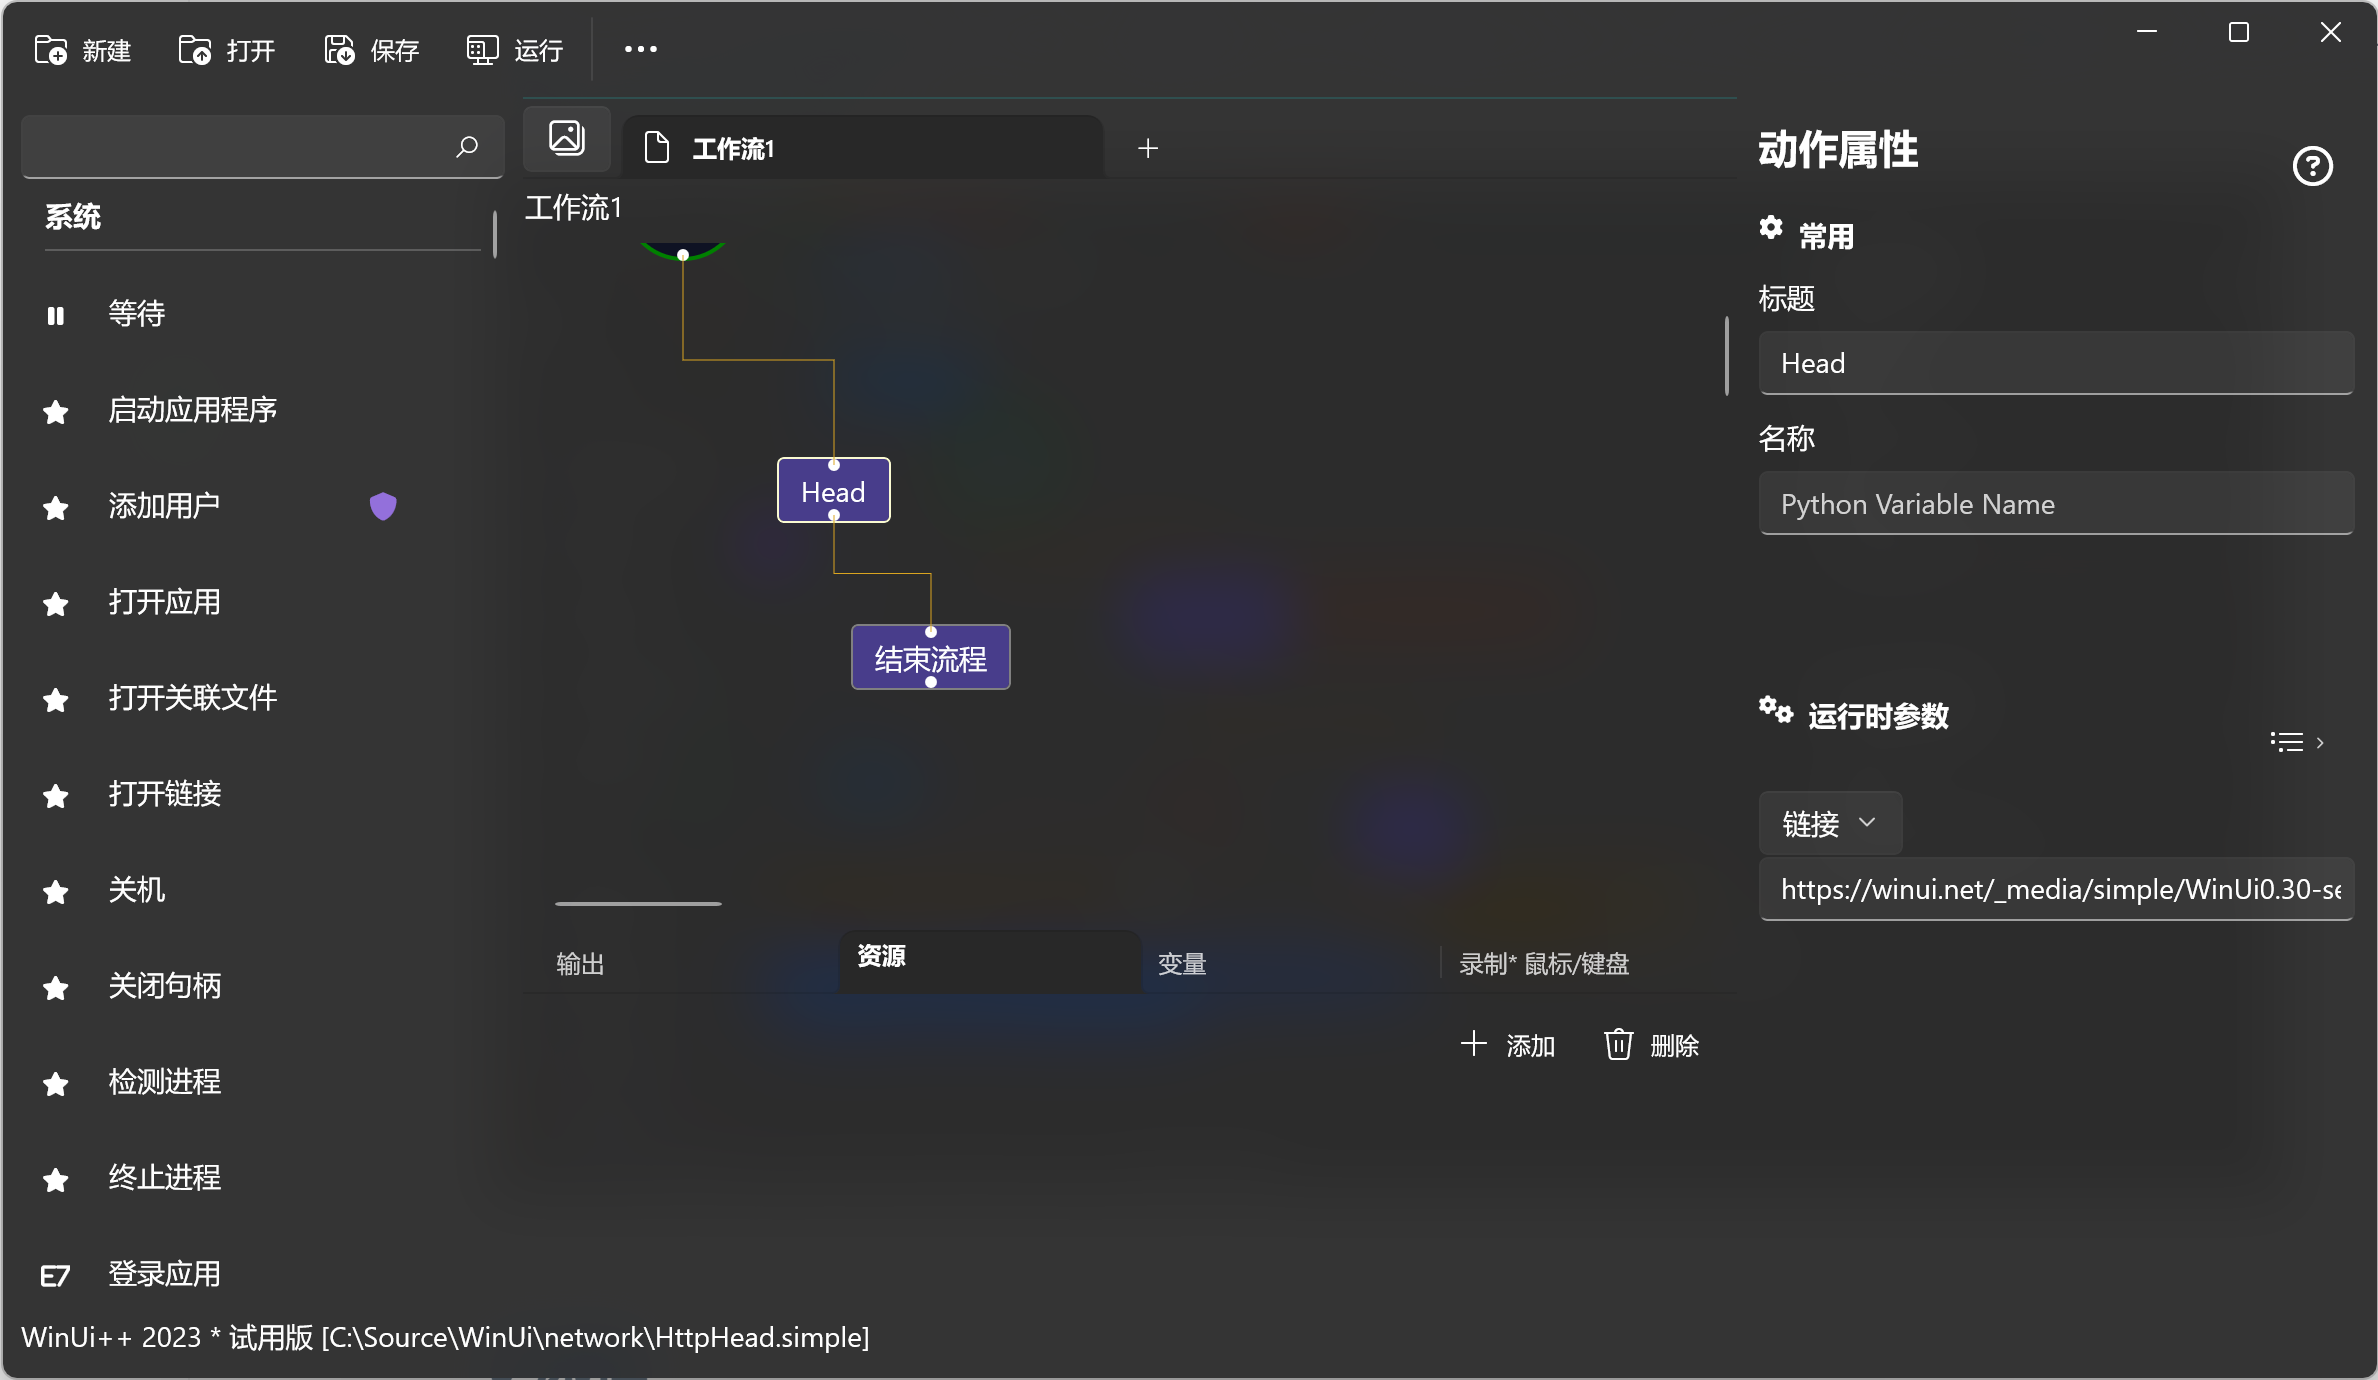 新建
打开
保存
运行
工作流1
工作流1
系统
等待
启动应用程序
添加用户
打开应用
打开关联文件
打开链接
关机
关闭句柄
检测进程
终止进程
E7 登录应用
Head
结束流程
输出
资源
变量
录制* 鼠标/键盘
添加
删除
动作属性
常用
标题
Head
名称
Python Variable Name
运行时参数
链接
https://winui.net/_media/simple/WinUi0.30-se
WinUi++ 2023 * 试用版 [C:\Source\WinUi\network\HttpHead.simple]